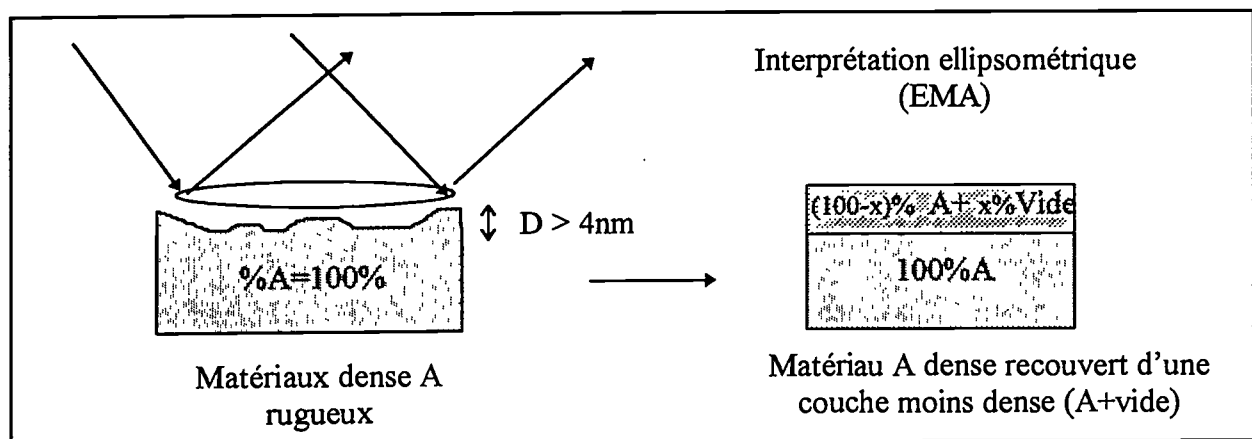 Interprétation ellipsométrique
(EMA)
D > 4nm
%A=100%
Matériaux dense A
rugueux
(100-x)% A+ x%Vide
100%A
Matériau A dense recouvert d'une
couche moins dense (A+vide)